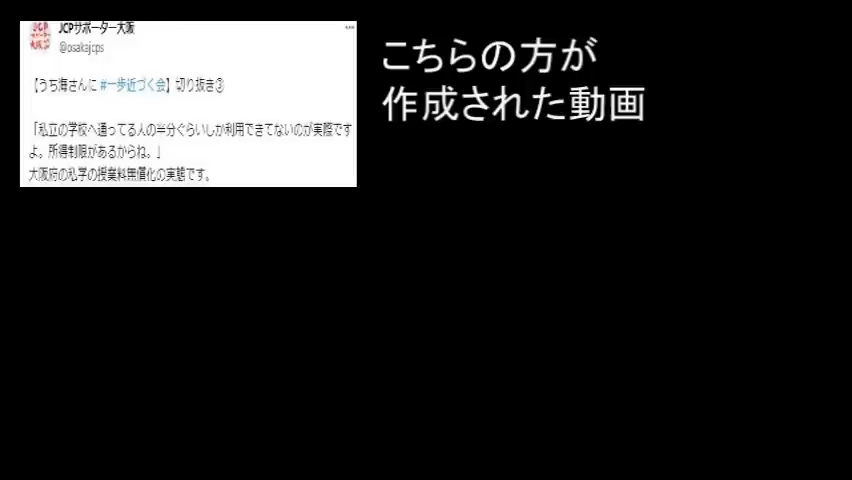 JCPサポーター大阪
@osakajcps
【うち海さんに #一歩近づく会】切り抜き③
「私立の学校へ通ってる人の半分ぐらいしか利用できてないのが実際です
よ。所得制限があるからね。」
大阪府の私学の授業料無償化の実態です。
こちらの方が
作成された動画